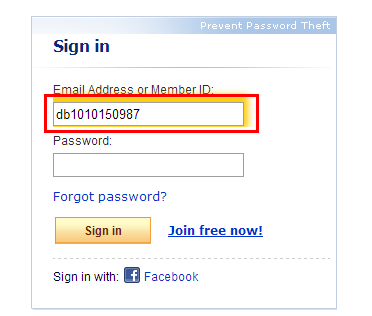 Prevent Password Theft
Sign in
Email Address or Member ID:
db1010150987
Password:
Forgot password?
Sign in Join free now!
Sign in with: f Facebook